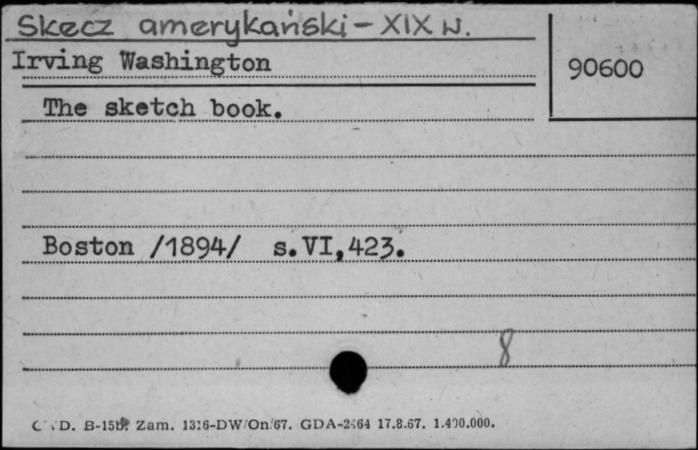 Skecz amerykański - XIX w.
Irving Washington
90600
The sketch book.
Boston /1894/ s.VI,423.
8
B-15b. Zam. 1316-DW/On/67. GDA-2464 17.8.67. 1.400.000.